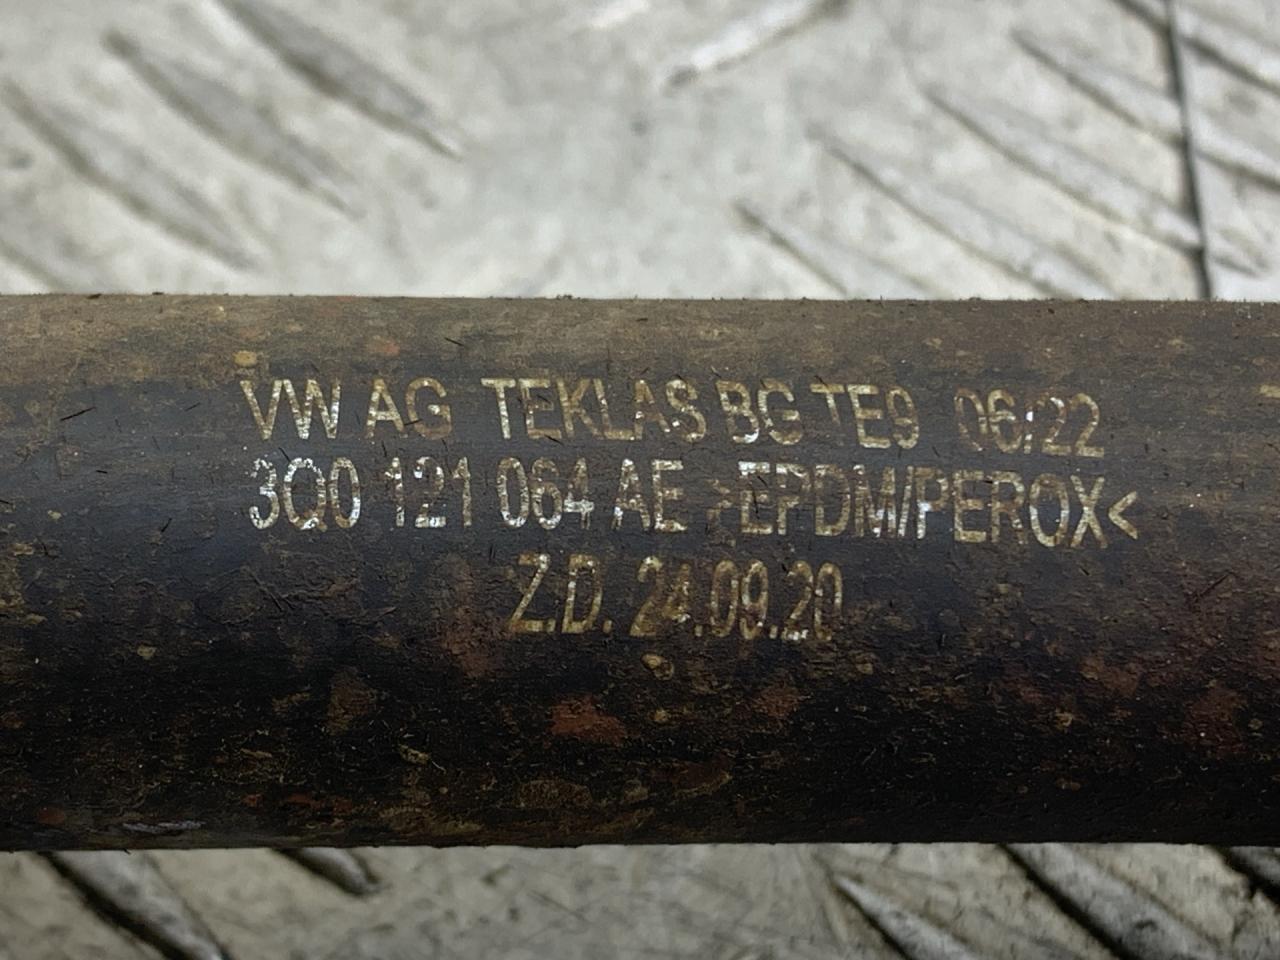 VW AG TEKLAS BG TE9 06/22
3Q0 121 064 AE >EPDM/PEROX<
Z.D. 24.09.20